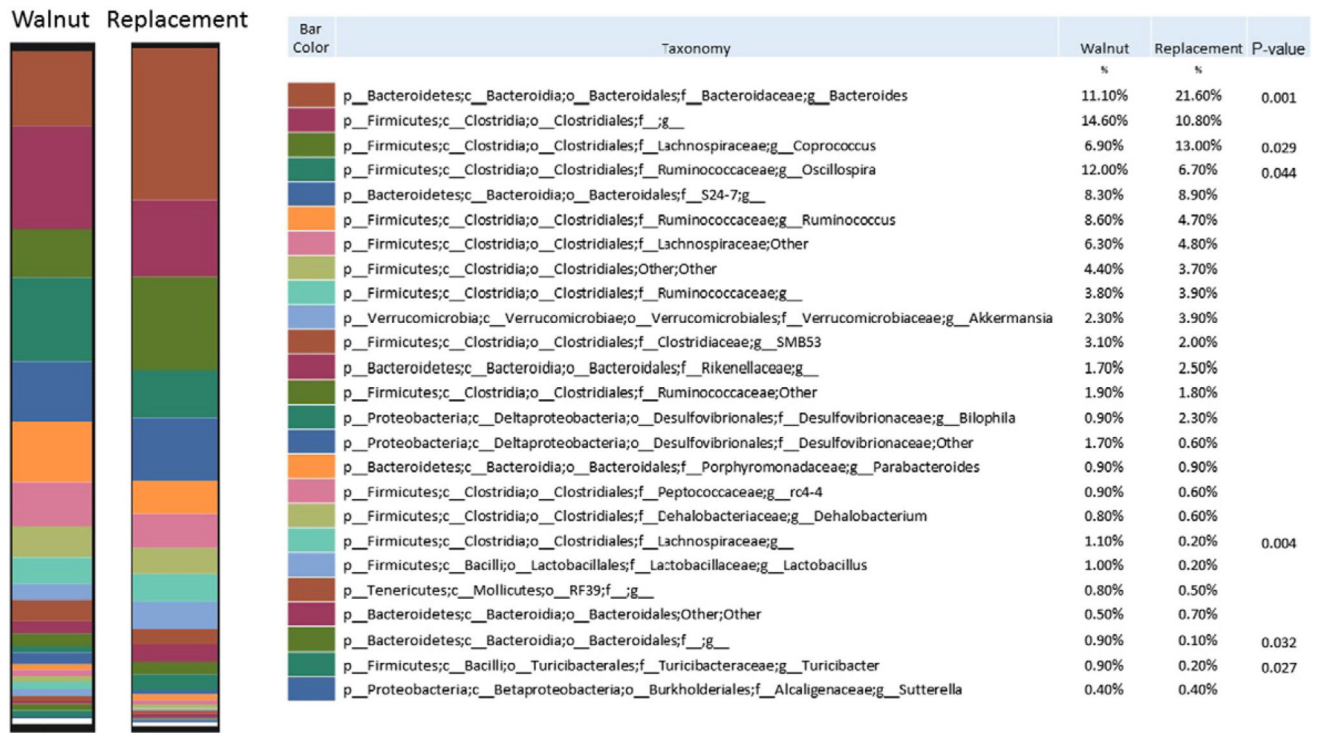 Walnut Replacement
Bar Color Taxonomy Walnut Replacement P-value
% %
p__Bacteroidetes;c__Bacteroidia;o__Bacteroidales;f__Bacteroidaceae;g__Bacteroides 11.10% 21.60% 0.001
p__Firmicutes;c__Clostridia;o__Clostridiales;f__;g__ 14.60% 10.80%
p__Firmicutes;c__Clostridia;o__Clostridiales;f__Lachnospiraceae;g__Coprococcus 6.90% 13.00% 0.029
p__Firmicutes;c__Clostridia;o__Clostridiales;f__Ruminococcaceae;g__Oscillospira 12.00% 6.70% 0.044
p__Bacteroidetes;c__Bacteroidia;o__Bacteroidales;f__S24-7;g__ 8.30% 8.90%
p__Firmicutes;c__Clostridia;o__Clostridiales;f__Ruminococcaceae;g__Ruminococcus 8.60% 4.70%
p__Firmicutes;c__Clostridia;o__Clostridiales;f__Lachnospiraceae;Other 6.30% 4.80%
p__Firmicutes;c__Clostridia;o__Clostridiales;Other;Other 4.40% 3.70%
p__Firmicutes;c__Clostridia;o__Clostridiales;f__Ruminococcaceae;g__ 3.80% 3.90%
p__Verrucomicrobia;c__Verrucomicrobiae;o__Verrucomicrobiales;f__Verrucomicrobiaceae;g__Akkermansia 2.30% 3.90%
p__Firmicutes;c__Clostridia;o__Clostridiales;f__Clostridiaceae;g__SMB53 3.10% 2.00%
p__Bacteroidetes;c__Bacteroidia;o__Bacteroidales;f__Rikenellaceae;g__ 1.70% 2.50%
p__Firmicutes;c__Clostridia;o__Clostridiales;f__Ruminococcaceae;Other 1.90% 1.80%
p__Proteobacteria;c__Deltaproteobacteria;o__Desulfovibrionales;f__Desulfovibrionaceae;g__Bilophila 0.90% 2.30%
p__Proteobacteria;c__Deltaproteobacteria;o__Desulfovibrionales;f__Desulfovibrionaceae;Other 1.70% 0.60%
p__Bacteroidetes;c__Bacteroidia;o__Bacteroidales;f__Porphyromonadaceae;g__Parabacteroides 0.90% 0.90%
p__Firmicutes;c__Clostridia;o__Clostridiales;f__Peptococcaceae;g__rc4-4 0.90% 0.60%
p__Firmicutes;c__Clostridia;o__Clostridiales;f__Dehalobacteriaceae;g__Dehalobacterium 0.80% 0.60%
p__Firmicutes;c__Clostridia;o__Clostridiales;f__Lachnospiraceae;g__ 1.10% 0.20% 0.004
p__Firmicutes;c__Bacilli;o__Lactobacillales;f__Lactobacillaceae;g__Lactobacillus 1.00% 0.20%
p__Tenericutes;c__Mollicutes;o__RF39;f__;g__ 0.80% 0.50%
p__Bacteroidetes;c__Bacteroidia;o__Bacteroidales;Other;Other 0.50% 0.70%
p__Bacteroidetes;c__Bacteroidia;o__Bacteroidales;f__;g__ 0.90% 0.10% 0.032
p__Firmicutes;c__Bacilli;o__Turicibacterales;f__Turicibacteraceae;g__Turicibacter 0.90% 0.20% 0.027
p__Proteobacteria;c__Betaproteobacteria;o__Burkholderiales;f__Alcaligenaceae;g__Sutterella 0.40% 0.40%